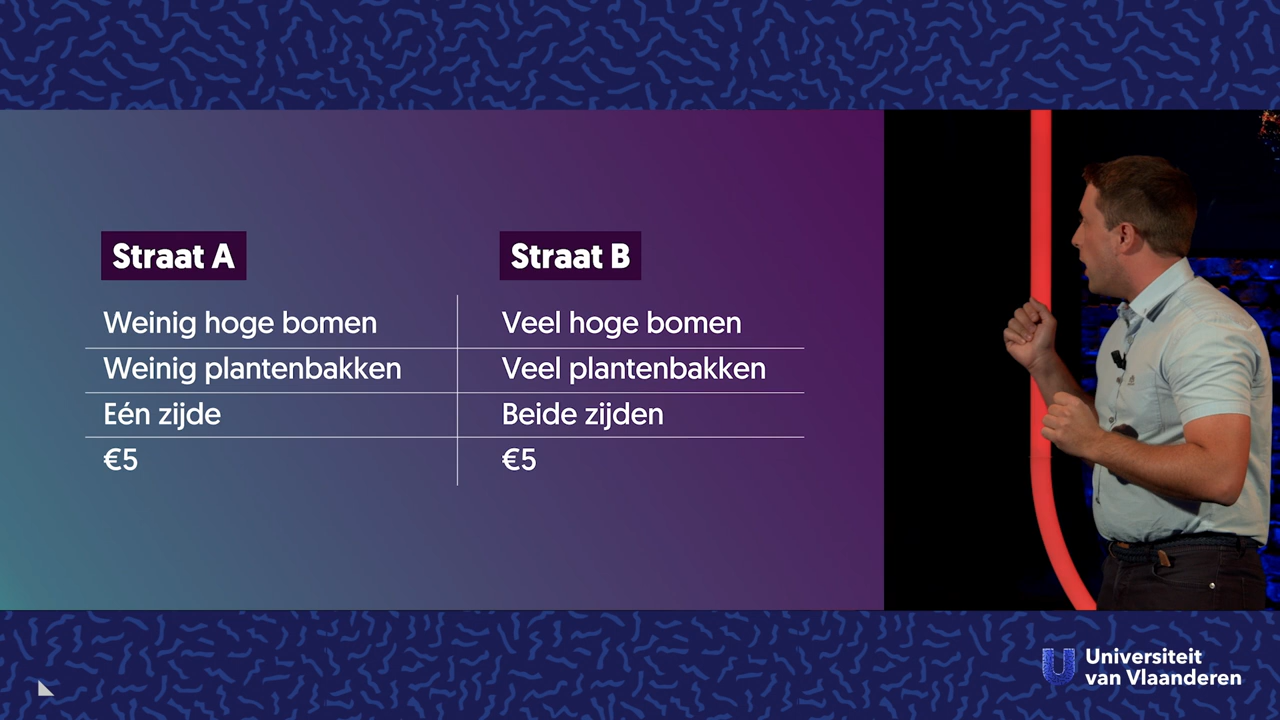 Straat A
Straat B
Weinig hoge bomen
Veel hoge bomen
Weinig plantenbakken
Veel plantenbakken
Eén zijde
Beide zijden
€5
€5
Universiteit
van Vlaanderen